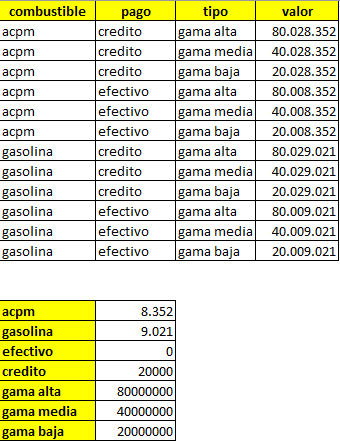 combustible pago tipo valor
acpm credito gama alta 80.028.352
acpm credito gama media 40.028.352
acpm credito gama baja 20.028.352
acpm efectivo gama alta 80.008.352
acpm efectivo gama media 40.008.352
acpm efectivo gama baja 20.008.352
gasolina credito gama alta 80.029.021
gasolina credito gama media 40.029.021
gasolina credito gama baja 20.029.021
gasolina efectivo gama alta 80.009.021
gasolina efectivo gama media 40.009.021
gasolina efectivo gama baja 20.009.021
acpm 8.352
gasolina 9.021
efectivo 0
credito 20000
gama alta 80000000
gama media 40000000
gama baja 20000000